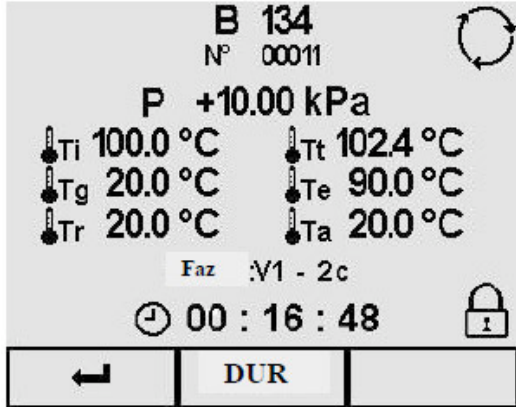 B 134
N° 00011
P +10.00 kPa
Ti 100.0 °C Tt 102.4 °C
Tg 20.0 °C Te 90.0 °C
Tr 20.0 °C Ta 20.0 °C
Faz :V1 - 2c
00 : 16 : 48
1
DUR